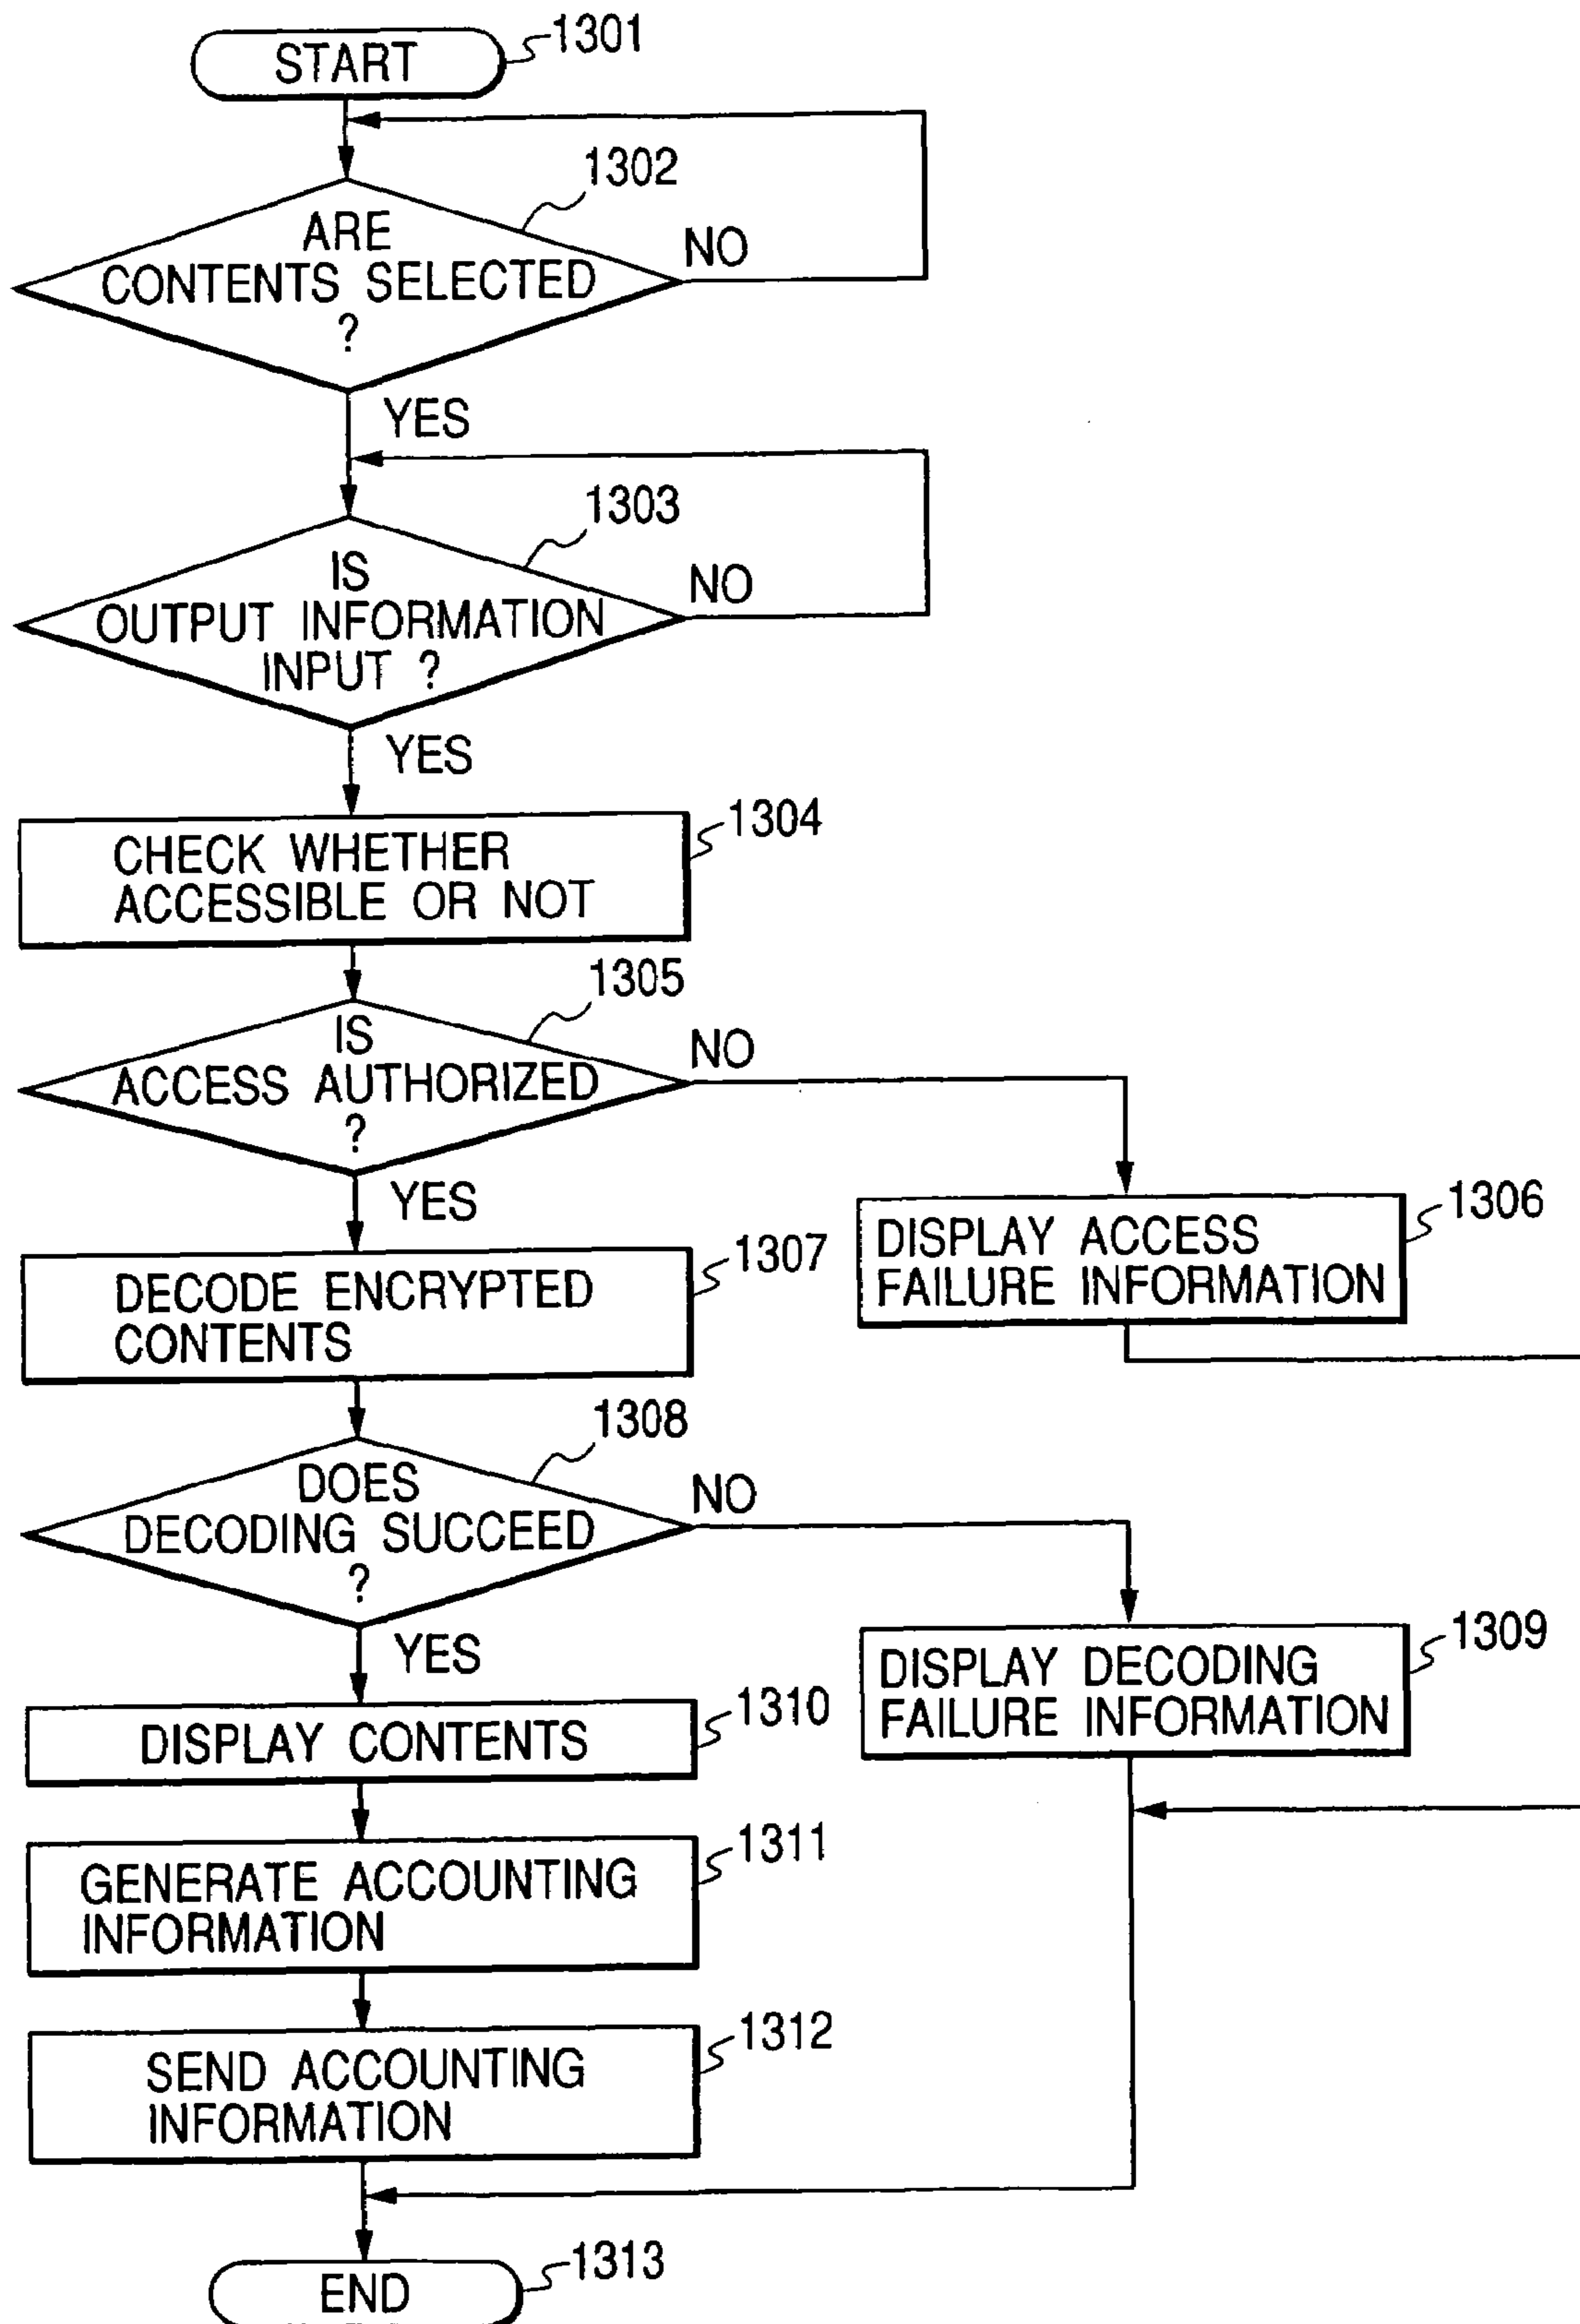 START
1301
1302
ARE
CONTENTS SELECTED
?
NO
YES
1303
IS
OUTPUT INFORMATION
INPUT ?
NO
YES
1304
CHECK WHETHER
ACCESSIBLE OR NOT
1305
IS
ACCESS AUTHORIZED
?
NO
YES
1306
DISPLAY ACCESS
FAILURE INFORMATION
1307
DECODE ENCRYPTED
CONTENTS
1308
DOES
DECODING SUCCEED
?
NO
YES
1309
DISPLAY DECODING
FAILURE INFORMATION
1310
DISPLAY CONTENTS
1311
GENERATE ACCOUNTING
INFORMATION
1312
SEND ACCOUNTING
INFORMATION
1313
END